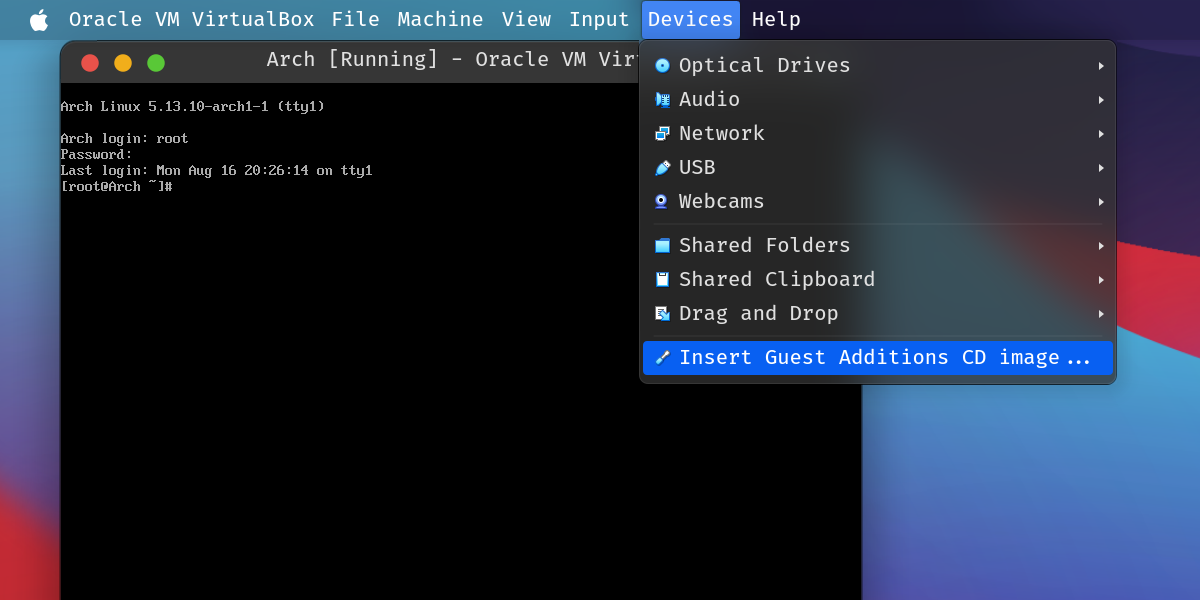 Oracle VM VirtualBox File Machine View Input Devices Help
Arch [Running] - Oracle VM Vir
Arch Linux 5.13.10-arch1-1 (tty1)
Arch login: root
Password:
Last login: Mon Aug 16 20:26:14 on tty1
[root@Arch ~]#
Optical Drives
Audio
Network
USB
Webcams
Shared Folders
Shared Clipboard
Drag and Drop
Insert Guest Additions CD image...